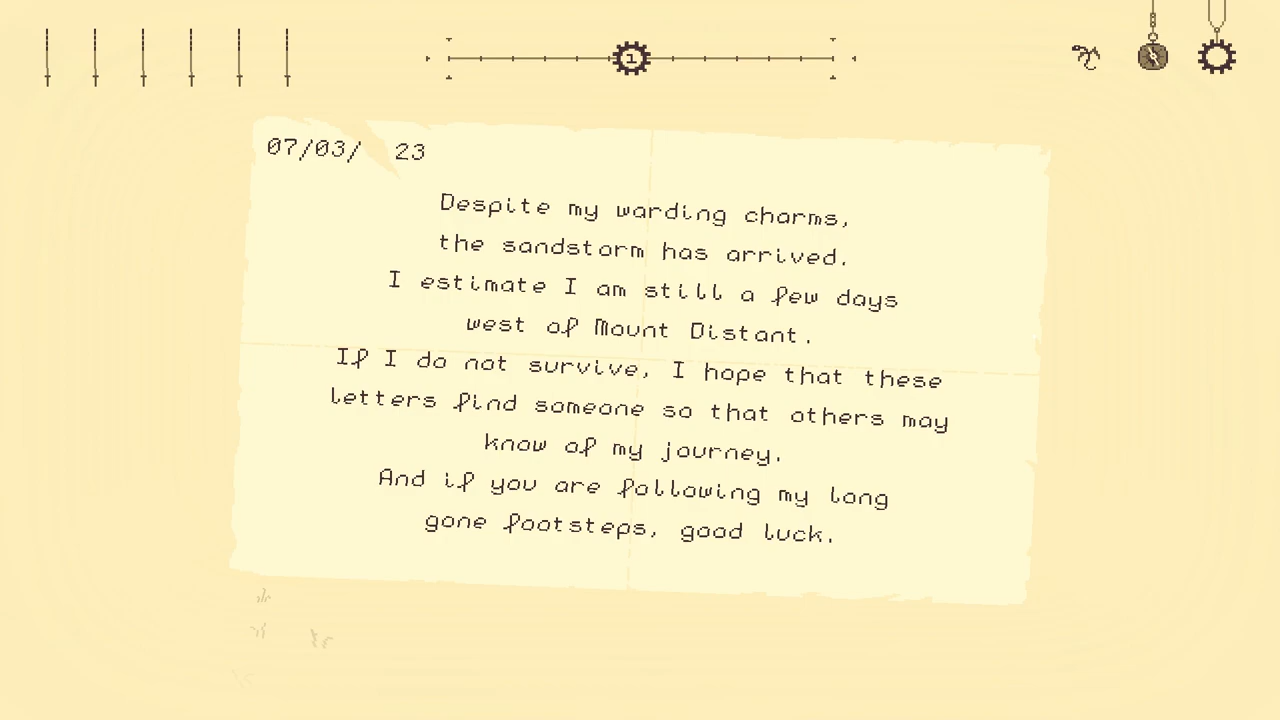 1
07/03/ 23
Despite my warding charms,
the sandstorm has arrived.
I estimate I am still a few days
west of Mount Distant.
If I do not survive, I hope that these
letters find someone so that others may
know of my journey.
And if you are following my long
gone footsteps, good luck.